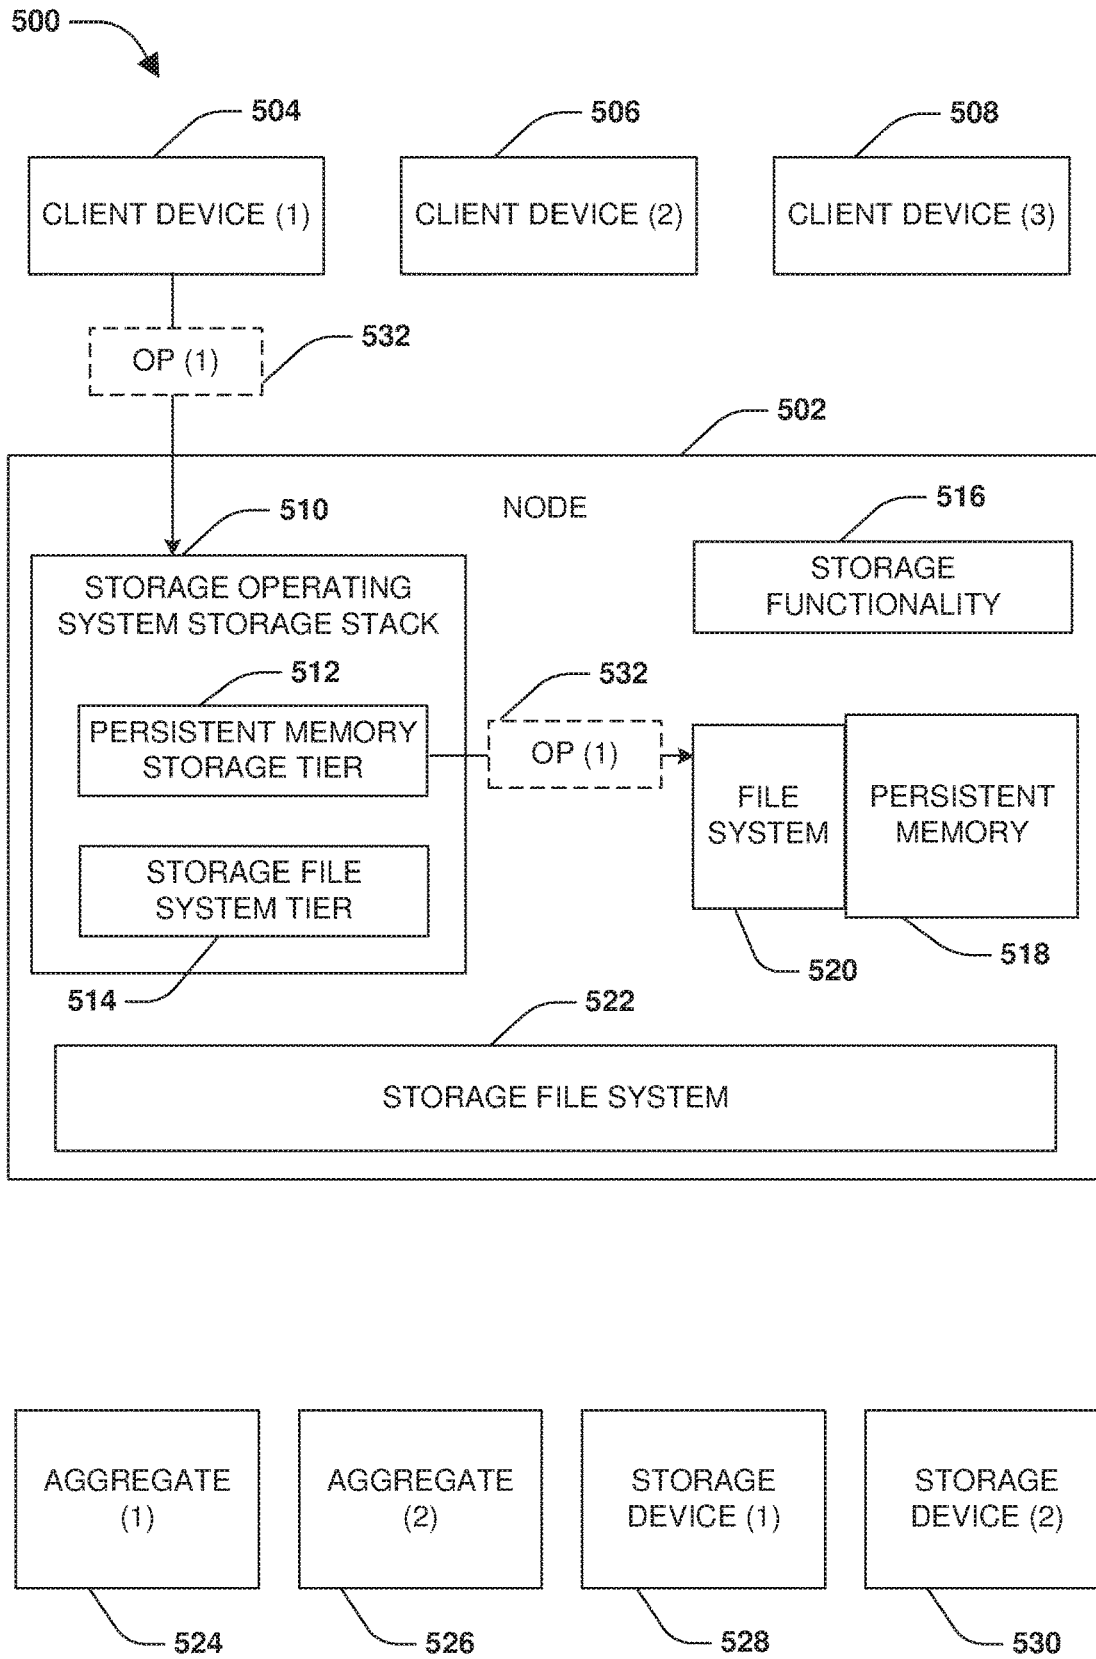 500
504
506
508
CLIENT DEVICE (1)
CLIENT DEVICE (2)
CLIENT DEVICE (3)
532
OP (1)
502
NODE
516
510
STORAGE
FUNCTIONALITY
STORAGE OPERATING
SYSTEM STORAGE STACK
512
532
PERSISTENT MEMORY
STORAGE TIER
OP (1)
FILE
SYSTEM
PERSISTENT
MEMORY
STORAGE FILE
SYSTEM TIER
520
518
514
522
STORAGE FILE SYSTEM
AGGREGATE
(1)
AGGREGATE
(2)
STORAGE
DEVICE (1)
STORAGE
DEVICE (2)
524
526
528
530